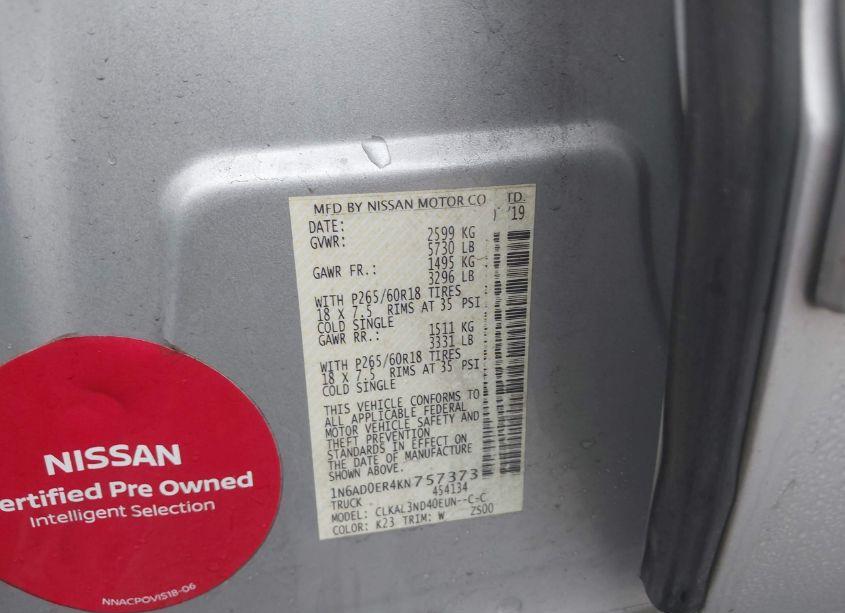 MFD BY NISSAN MOTOR CO TD.
DATE: /19
GVWR: 2599 KG
5730 LB
GAWR FR.: 1495 KG
3296 LB
WITH P265/60R18 TIRES
18 X 7.5 RIMS AT 35 PSI
COLD SINGLE
GAWR RR.: 1511 KG
3331 LB
WITH P265/60R18 TIRES
18 X 7.5 RIMS AT 35 PSI
COLD SINGLE
THIS VEHICLE CONFORMS TO
ALL APPLICABLE FEDERAL
MOTOR VEHICLE SAFETY AND
THEFT PREVENTION
STANDARDS IN EFFECT ON
THE DATE OF MANUFACTURE
SHOWN ABOVE.
1N6AD0ER4KN757373
TRUCK 454134
MODEL: CLKAL3ND40EUN--C-C
COLOR: K23 TRIM: W ZS00
NISSAN
ertified Pre Owned
Intelligent Selection
NNACPOVIS18-06